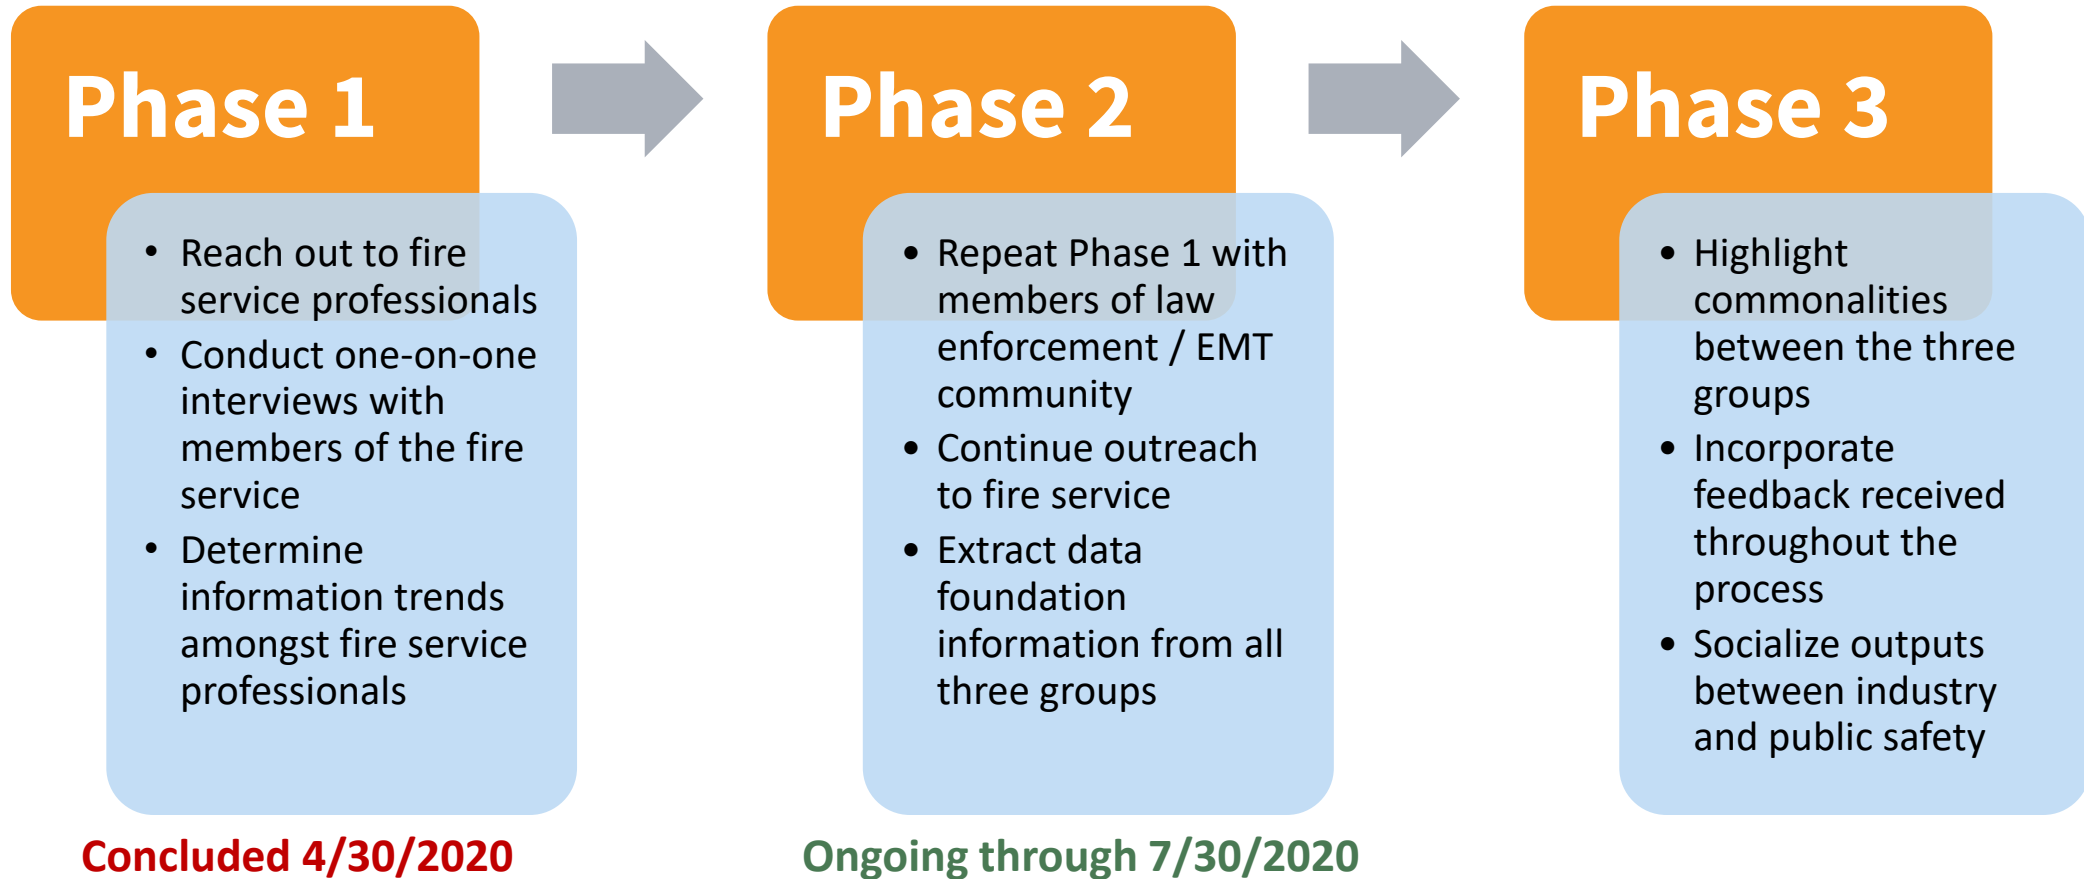 Phase 1
• Reach out to fire
service professionals
• Conduct one-on-one
interviews with
members of the fire
service
• Determine
information trends
amongst fire service
professionals
Concluded 4/30/2020
Phase 2
• Repeat Phase 1 with
members of law
enforcement / EMT
community
• Continue outreach
to fire service
• Extract data
foundation
information from all
three groups
Ongoing through 7/30/2020
Phase 3
• Highlight
commonalities
between the three
groups
• Incorporate
feedback received
throughout the
process
• Socialize outputs
between industry
and public safety